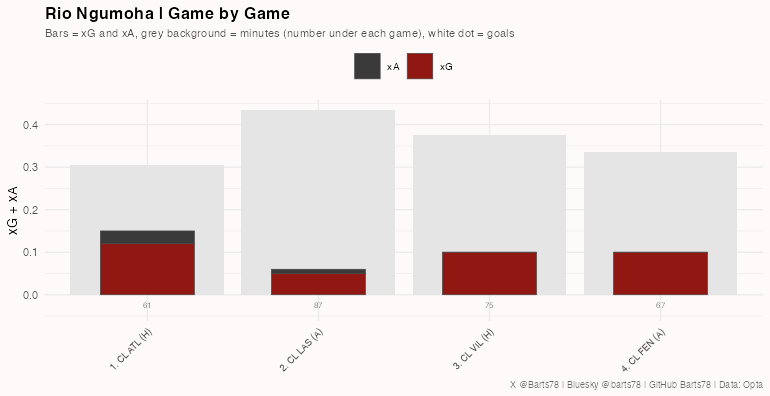 Rio Ngumoha | Game by Game
Bars = xG and xA, grey background = minutes (number under each game), white dot = goals
xA xG
xG + xA
0.4
0.3
0.2
0.1
0.0
61 87 75 67
1. CL ATL (H) 2. CL LAS (A) 3. CL VIL (H) 4. CL FEN (A)
X @Barts78 | Bluesky @barts78 | GitHub Barts78 | Data: Opta